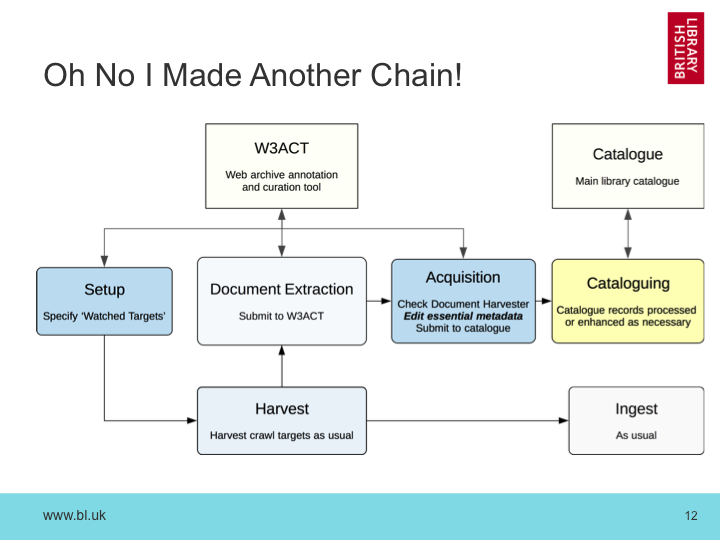 LIBRARY
BRITISH
Oh No I Made Another Chain!
W3ACT
Web archive annotation
and curation tool
Catalogue
Main library catalogue
Setup
Specify ‘Watched Targets’
Document Extraction
Submit to W3ACT
Acquisition
Check Document Harvester
Edit essential metadata
Submit to catalogue
Cataloguing
Catalogue records processed
or enhanced as necessary
Harvest
Harvest crawl targets as usual
Ingest
As usual
www.bl.uk
12